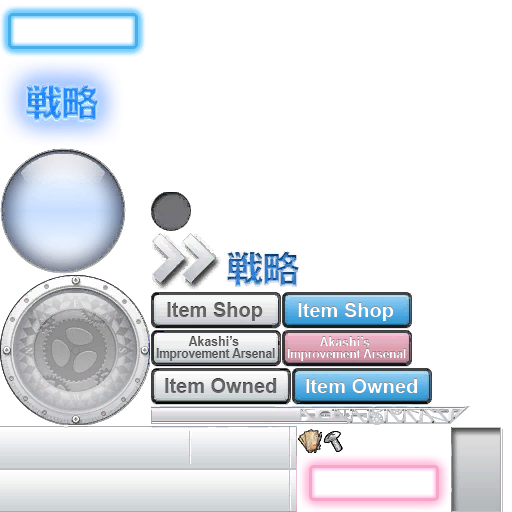 戦略
戦略
Item Shop
Item Shop
Akashi's
Improvement Arsenal
Akashi's
Improvement Arsenal
Item Owned
Item Owned